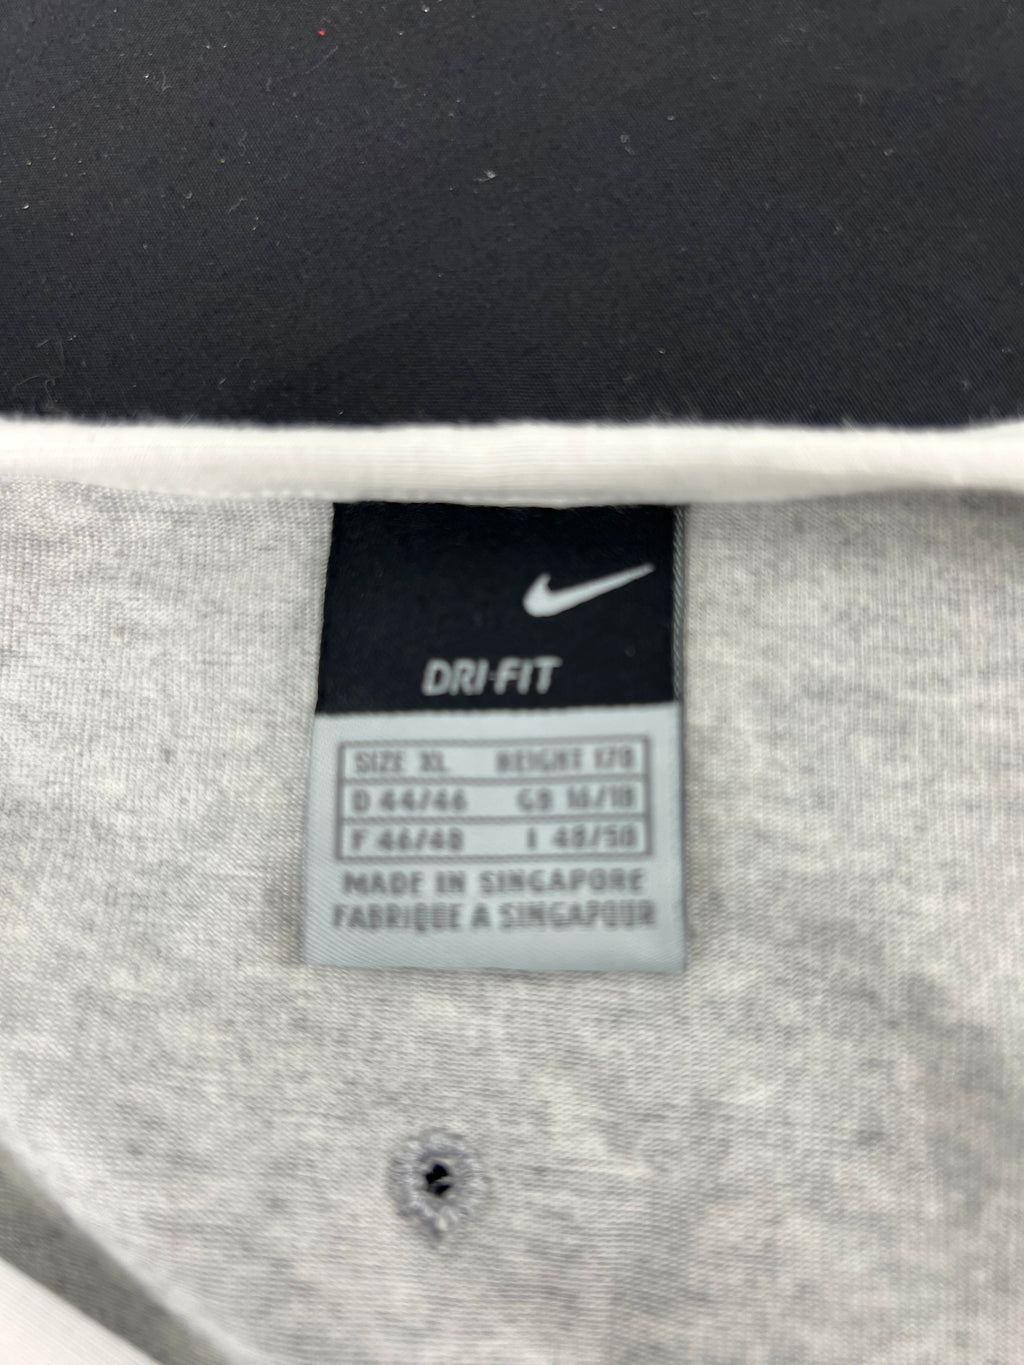 DRI-FIT
SIZE XL HEIGHT 170
D 44/46 GB 16/18
F 46/48 I 48/50
MADE IN SINGAPORE
FABRIQUE A SINGAPOUR